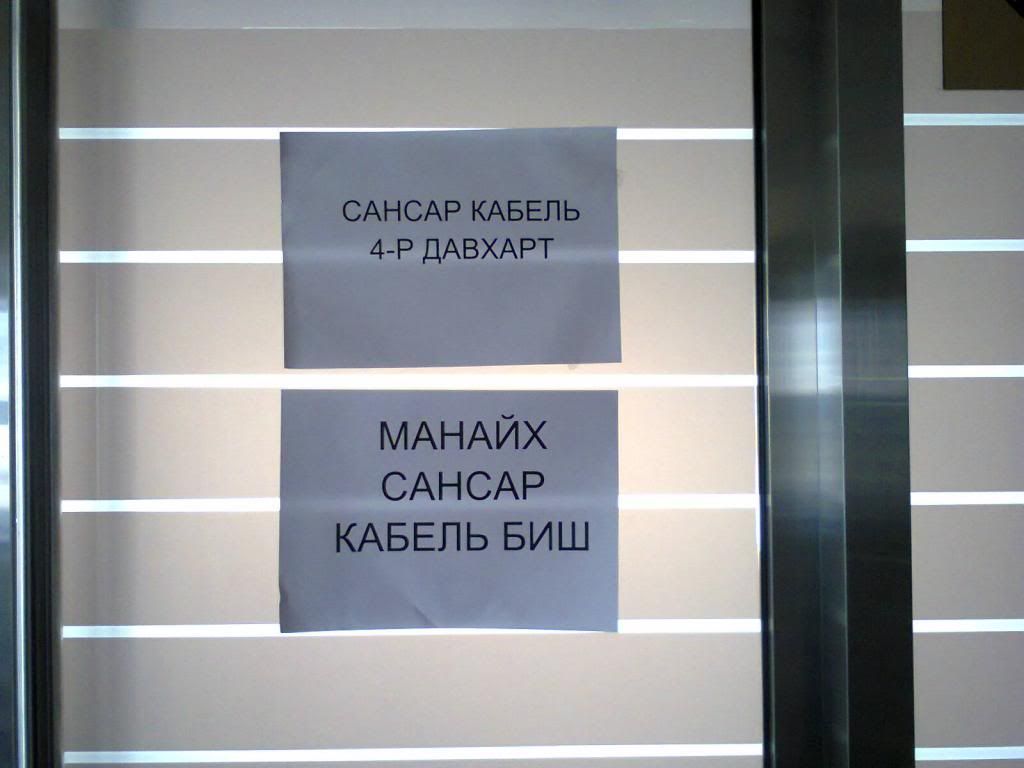 САНСАР КАБЕЛЬ
4-Р ДАВХАРТ
МАНАЙХ
САНСАР
КАБЕЛЬ БИШ